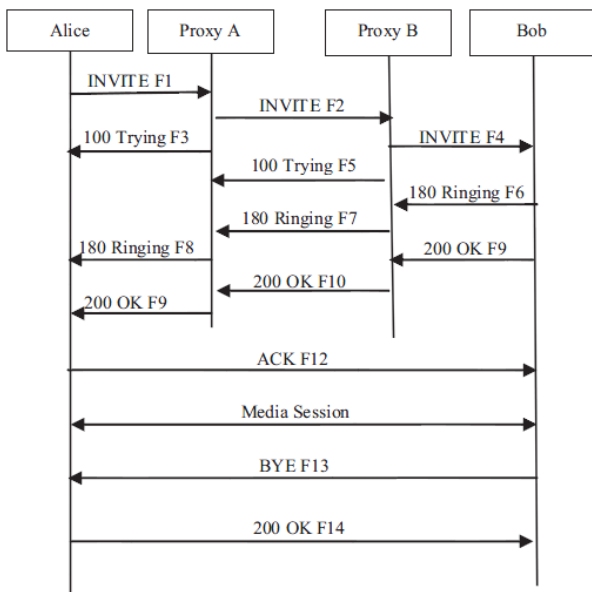 Alice
Proxy A
Proxy B
Bob
INVITE F1
INVITE F2
100 Trying F3
INVITE F4
100 Trying F5
180 Ringing F6
180 Ringing F7
180 Ringing F8
200 OK F9
200 OK F10
200 OK F9
ACK F12
Media Session
BYE F13
200 OK F14